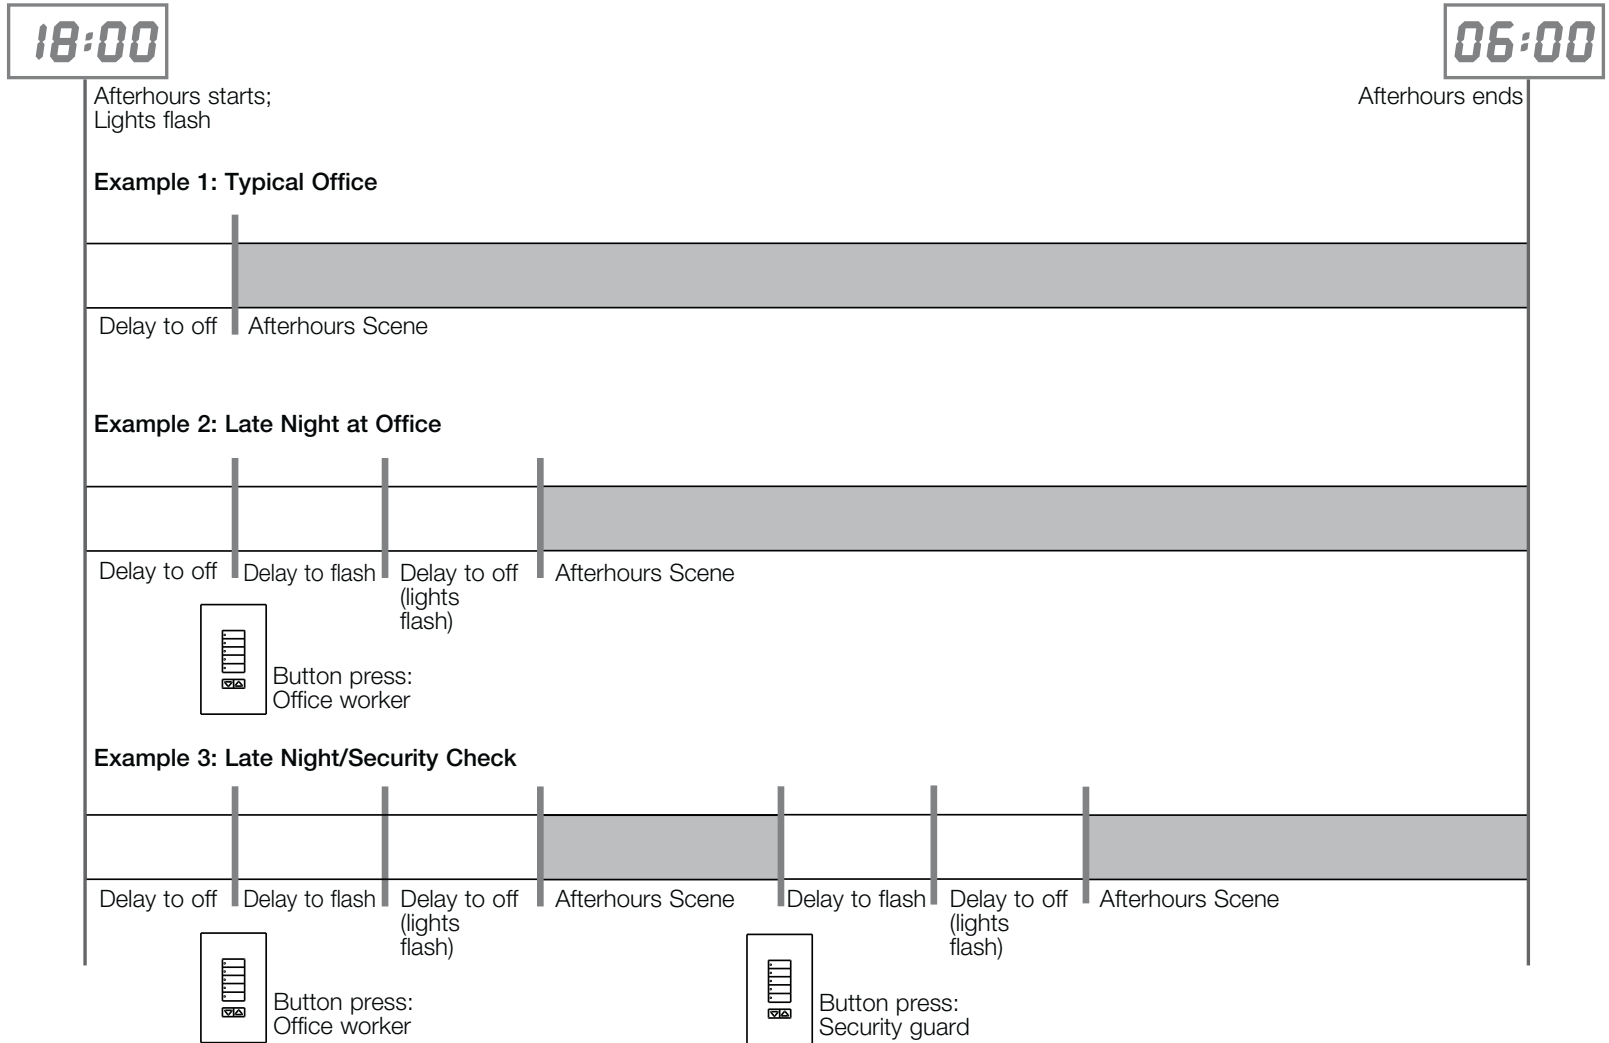 18:00
06:00
Afterhours starts;
Lights flash
Afterhours ends
Example 1: Typical Office
Delay to off
Afterhours Scene
Example 2: Late Night at Office
Delay to off
Delay to flash
Delay to off
(lights
flash)
Afterhours Scene
Button press:
Office worker
Example 3: Late Night/Security Check
Delay to off
Delay to flash
Delay to off
(lights
flash)
Afterhours Scene
Delay to flash
Delay to off
(lights
flash)
Afterhours Scene
Button press:
Office worker
Button press:
Security guard